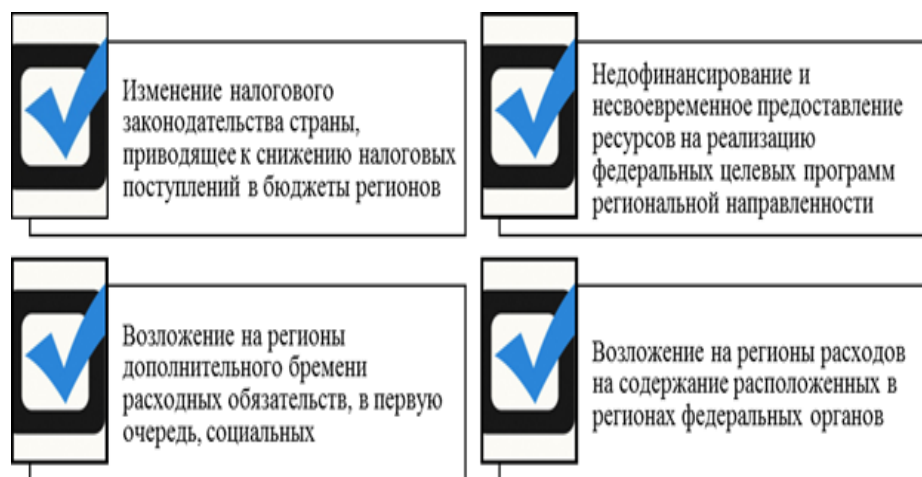 Изменение налогового
законодательства страны,
приводящее к снижению налоговых
поступлений в бюджеты регионов
Недофинансирование и
несвоевременное предоставление
ресурсов на реализацию
федеральных целевых программ
региональной направленности
Возложение на регионы
дополнительного бремени
расходных обязательств, в первую
очередь, социальных
Возложение на регионы расходов
на содержание расположенных в
регионах федеральных органов